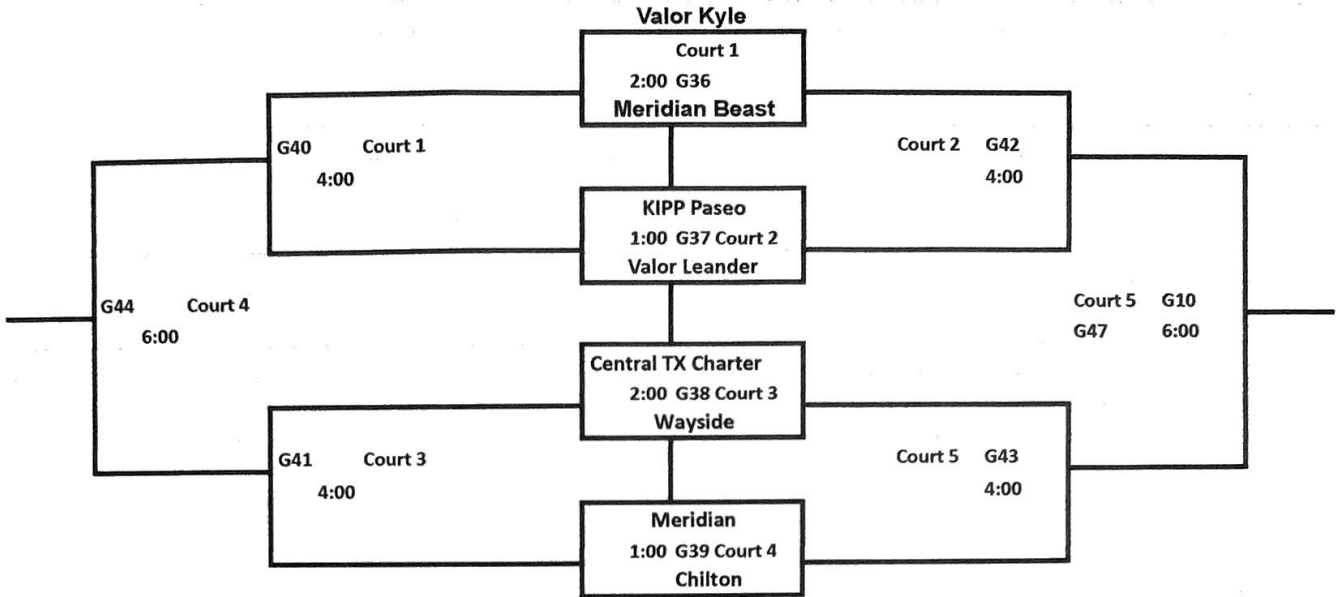 Valor Kyle
Court 1
2:00 G36
Meridian Beast
G40 Court 1
4:00
Court 2 G42
4:00
KIPP Paseo
1:00 G37 Court 2
Valor Leander
G44 Court 4
6:00
Court 5 G10
G47 6:00
Central TX Charter
2:00 G38 Court 3
Wayside
G41 Court 3
4:00
Court 5 G43
4:00
Meridian
1:00 G39 Court 4
Chilton